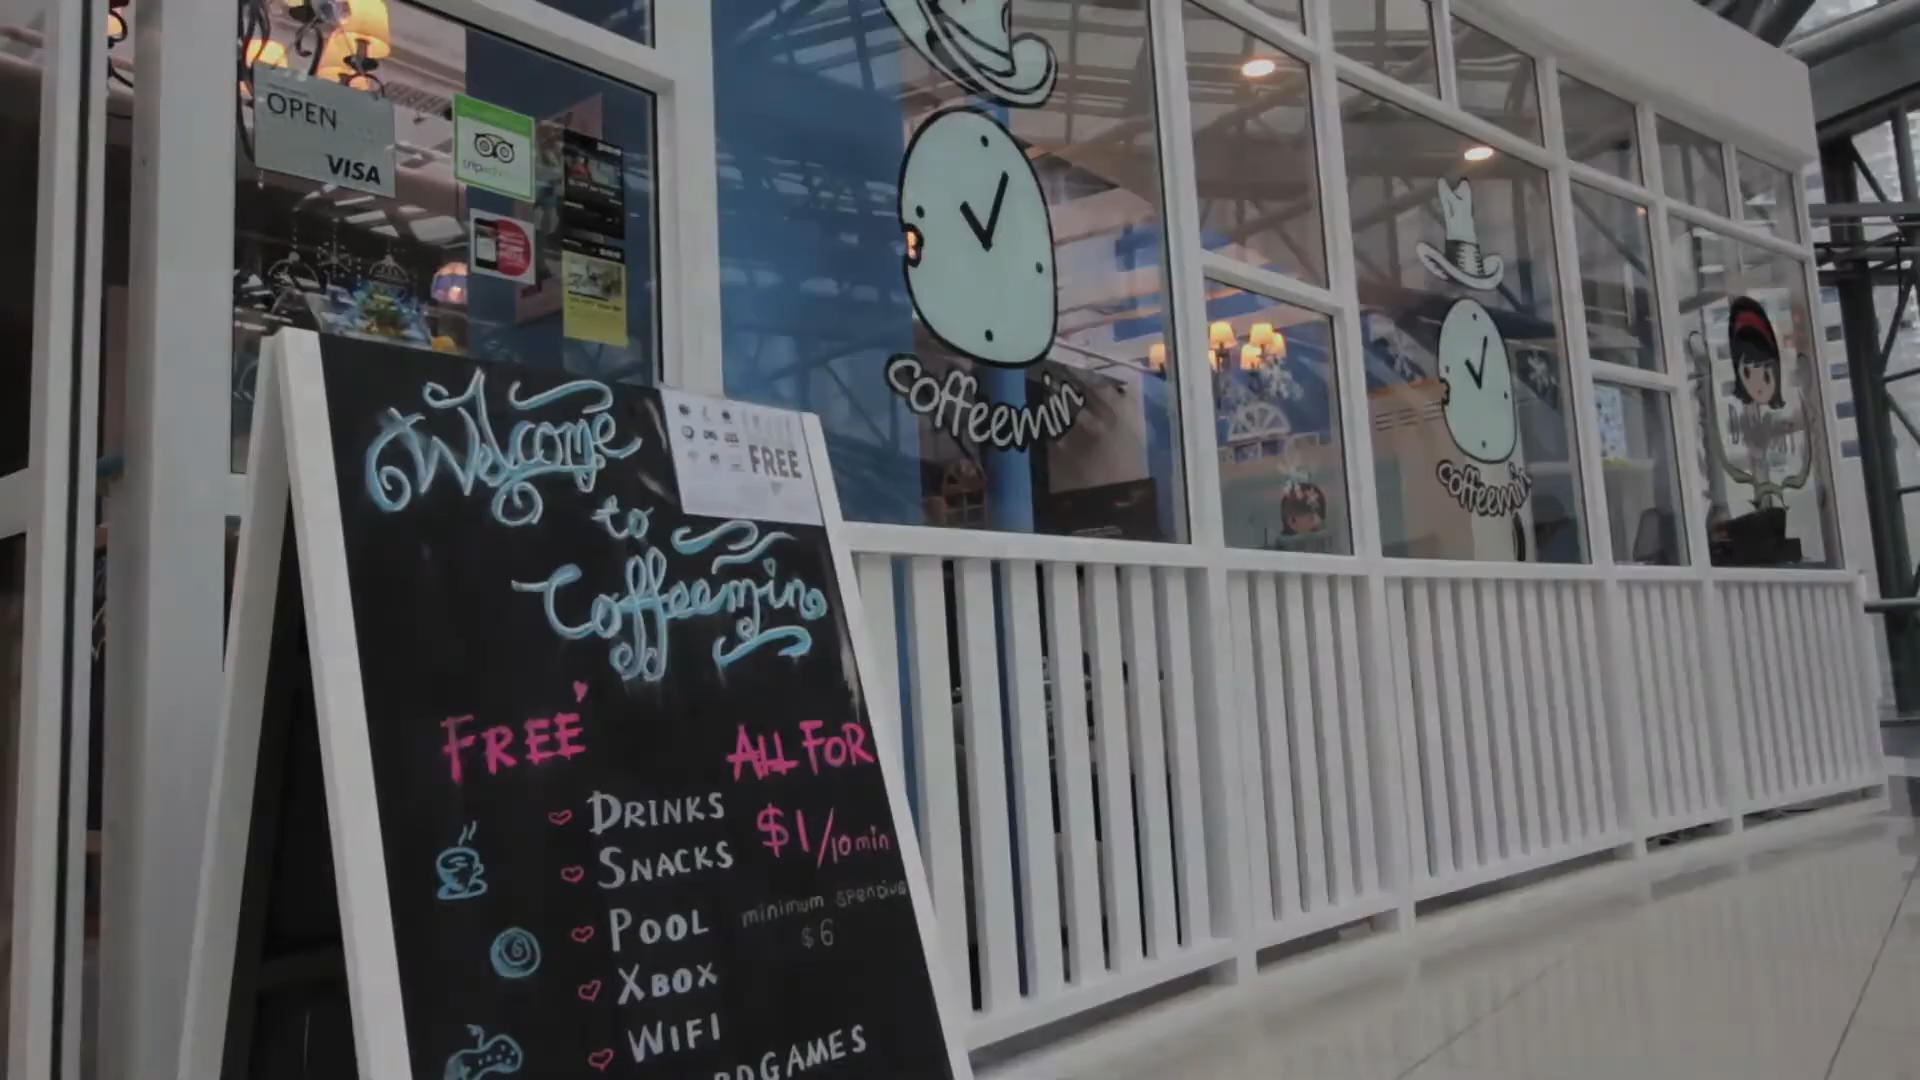 OPEN
VISA
coffeemin
coffeemin
FREE
Welcome
to
Coffeemin
FREE
ALL FOR
$1/10min
minimum spending
$6
DRINKS
SNACKS
POOL
XBOX
WIFI